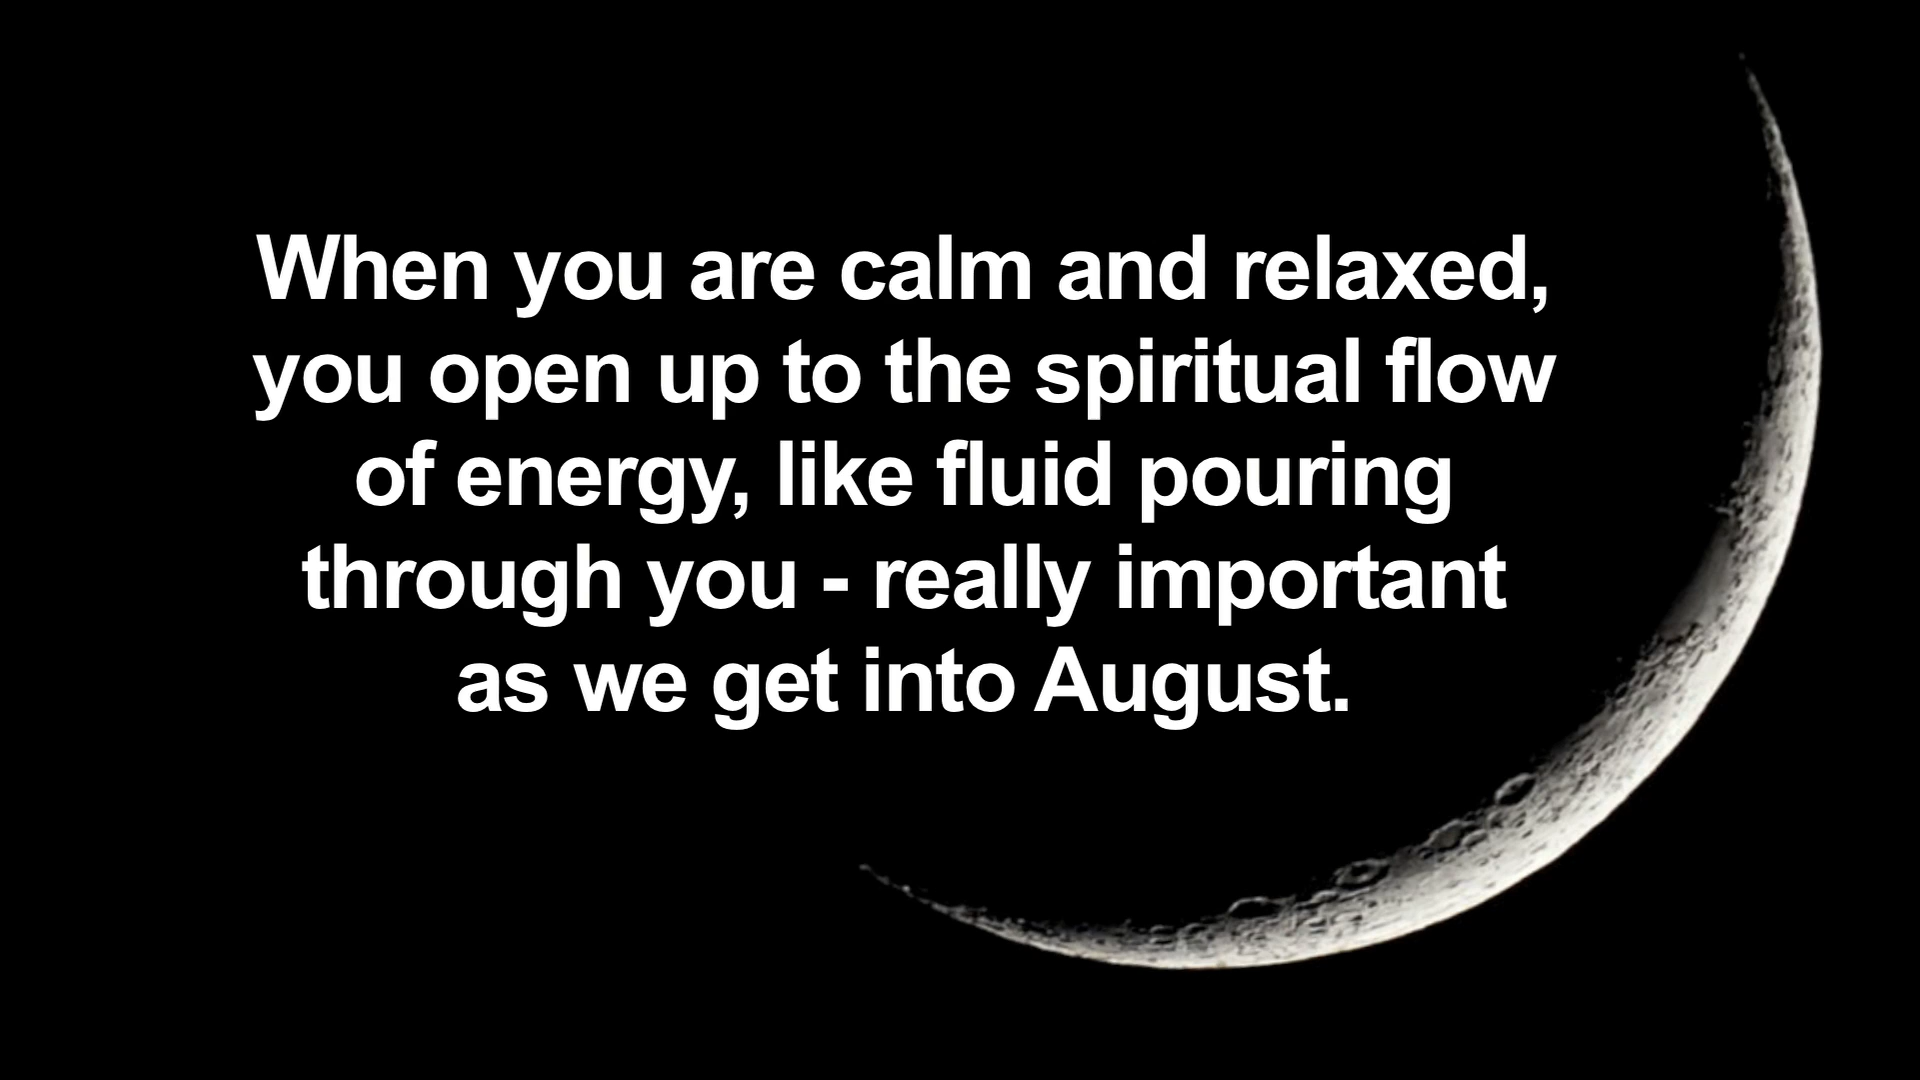 When you are calm and relaxed,
you open up to the spiritual flow
of energy, like fluid pouring
through you - really important
as we get into August.